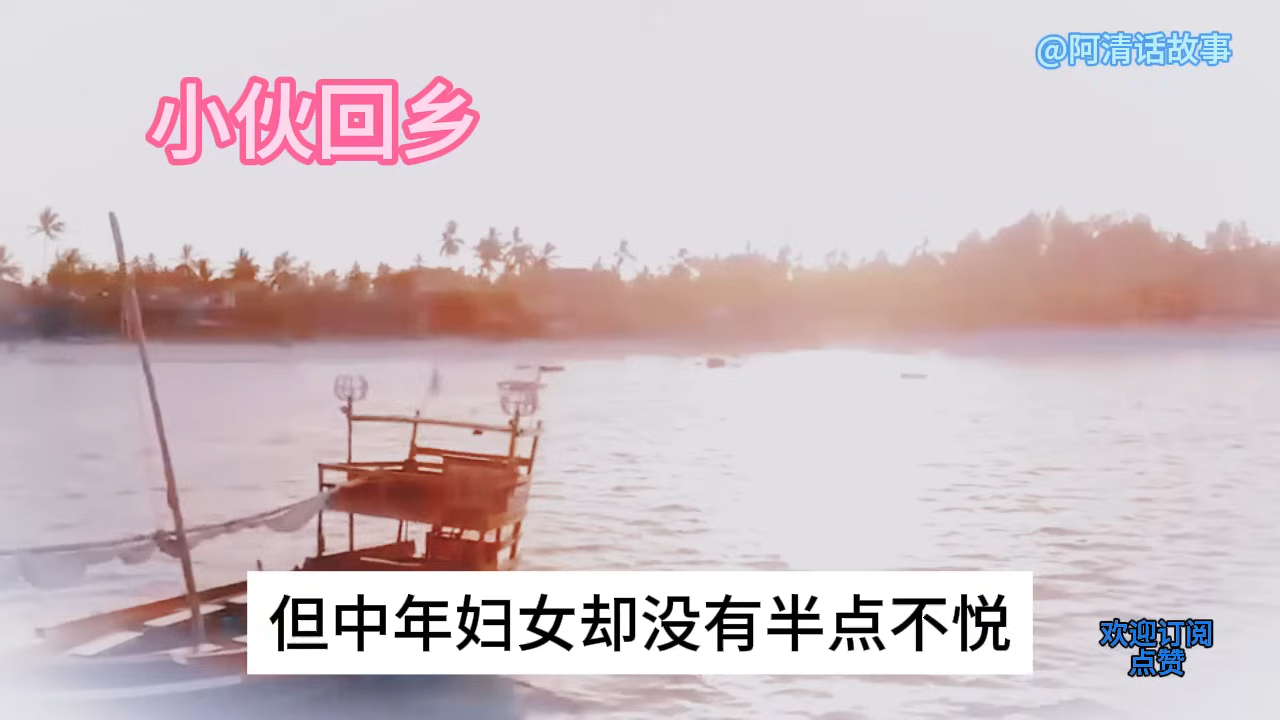 @阿清话故事
小伙回乡
但中年妇女却没有半点不悦
欢迎订阅
点赞